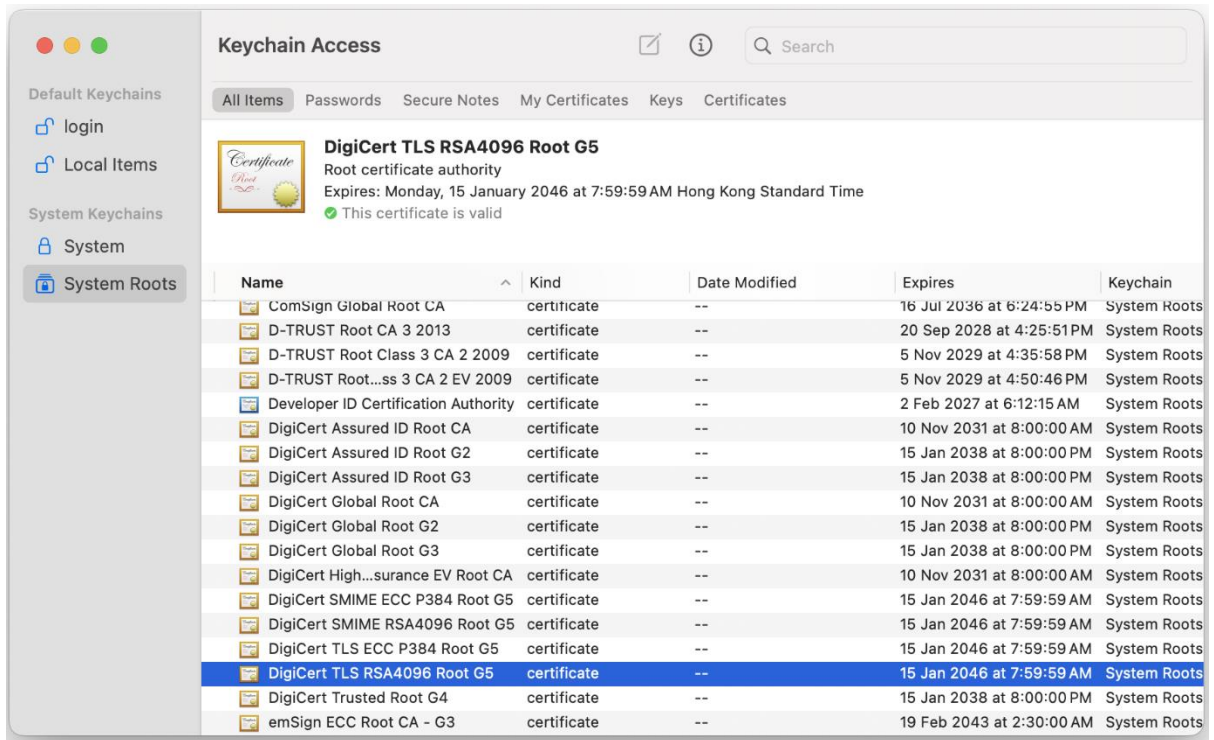 Keychain Access
Search
Default Keychains
login
Local Items
System Keychains
System
System Roots
All Items Passwords Secure Notes My Certificates Keys Certificates
Certificate
Root
DigiCert TLS RSA4096 Root G5
Root certificate authority
Expires: Monday, 15 January 2046 at 7:59:59 AM Hong Kong Standard Time
This certificate is valid
Name Kind Date Modified Expires Keychain
ComSign Global Root CA certificate -- 16 Jul 2036 at 6:24:55 PM System Roots
D-TRUST Root CA 3 2013 certificate -- 20 Sep 2028 at 4:25:51 PM System Roots
D-TRUST Root Class 3 CA 2 2009 certificate -- 5 Nov 2029 at 4:35:58 PM System Roots
D-TRUST Root...ss 3 CA 2 EV 2009 certificate -- 5 Nov 2029 at 4:50:46 PM System Roots
Developer ID Certification Authority certificate -- 2 Feb 2027 at 6:12:15 AM System Roots
DigiCert Assured ID Root CA certificate -- 10 Nov 2031 at 8:00:00 AM System Roots
DigiCert Assured ID Root G2 certificate -- 15 Jan 2038 at 8:00:00 PM System Roots
DigiCert Assured ID Root G3 certificate -- 15 Jan 2038 at 8:00:00 PM System Roots
DigiCert Global Root CA certificate -- 10 Nov 2031 at 8:00:00 AM System Roots
DigiCert Global Root G2 certificate -- 15 Jan 2038 at 8:00:00 PM System Roots
DigiCert Global Root G3 certificate -- 15 Jan 2038 at 8:00:00 PM System Roots
DigiCert High...surance EV Root CA certificate -- 10 Nov 2031 at 8:00:00 AM System Roots
DigiCert SMIME ECC P384 Root G5 certificate -- 15 Jan 2046 at 7:59:59 AM System Roots
DigiCert SMIME RSA4096 Root G5 certificate -- 15 Jan 2046 at 7:59:59 AM System Roots
DigiCert TLS ECC P384 Root G5 certificate -- 15 Jan 2046 at 7:59:59 AM System Roots
DigiCert TLS RSA4096 Root G5 certificate -- 15 Jan 2046 at 7:59:59 AM System Roots
DigiCert Trusted Root G4 certificate -- 15 Jan 2038 at 8:00:00 PM System Roots
emSign ECC Root CA - G3 certificate -- 19 Feb 2043 at 2:30:00 AM System Roots